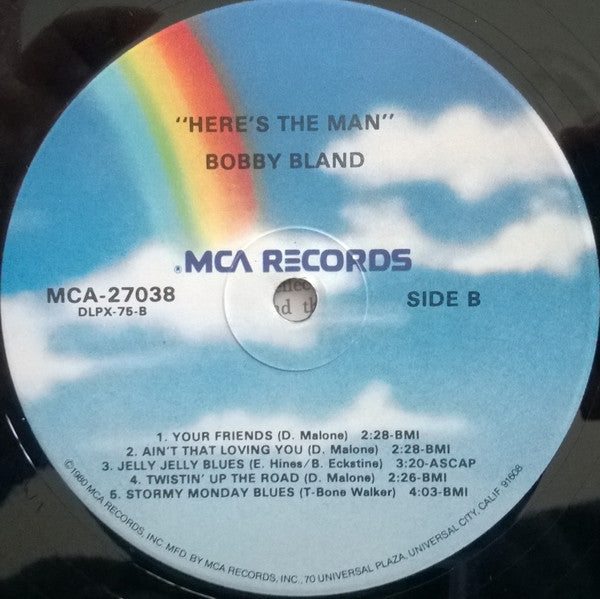 "HERE'S THE MAN"
BOBBY BLAND
®MCA RECORDS
MCA-27038
DLPX-75-B
SIDE B
d th
1. YOUR FRIENDS (D. Malone) 2:28-BMI
2. AIN'T THAT LOVING YOU (D. Malone) 2:28-BMI
3. JELLY JELLY BLUES (E. Hines/B. Eckstine) 3:20-ASCAP
4. TWISTIN' UP THE ROAD (D. Malone) 2:26-BMI
5. STORMY MONDAY BLUES (T-Bone Walker) 4:03-BMI
©1980 MCA RECORDS, INC MFD. BY MCA RECORDS, INC., 70 UNIVERSAL PLAZA, UNIVERSAL CITY, CALIF. 91608